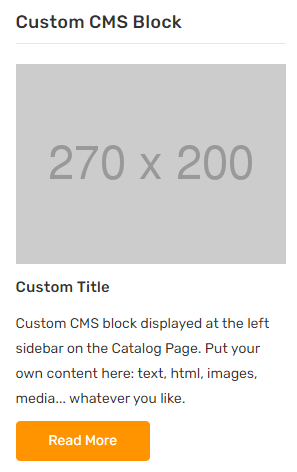 Custom CMS Block
270 x 200
Custom Title
Custom CMS block displayed at the left
sidebar on the Catalog Page. Put your
own content here: text, html, images,
media... whatever you like.
Read More